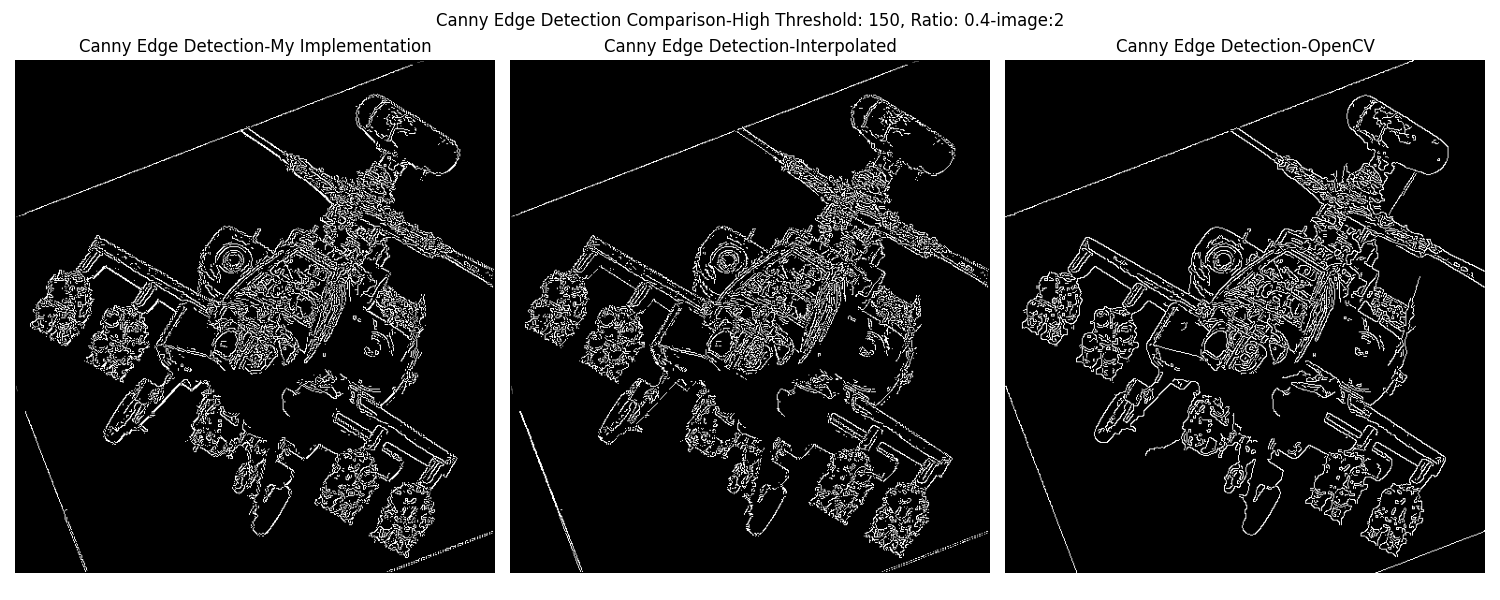 Canny Edge Detection Comparison-High Threshold: 150, Ratio: 0.4-image:2
Canny Edge Detection-My Implementation
Canny Edge Detection-Interpolated
Canny Edge Detection-OpenCV